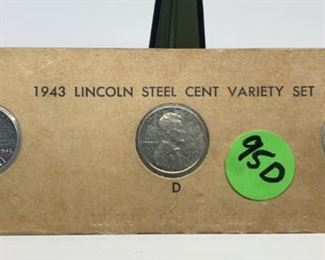 1943 LINCOLN STEEL CENT VARIETY SET
95D
D